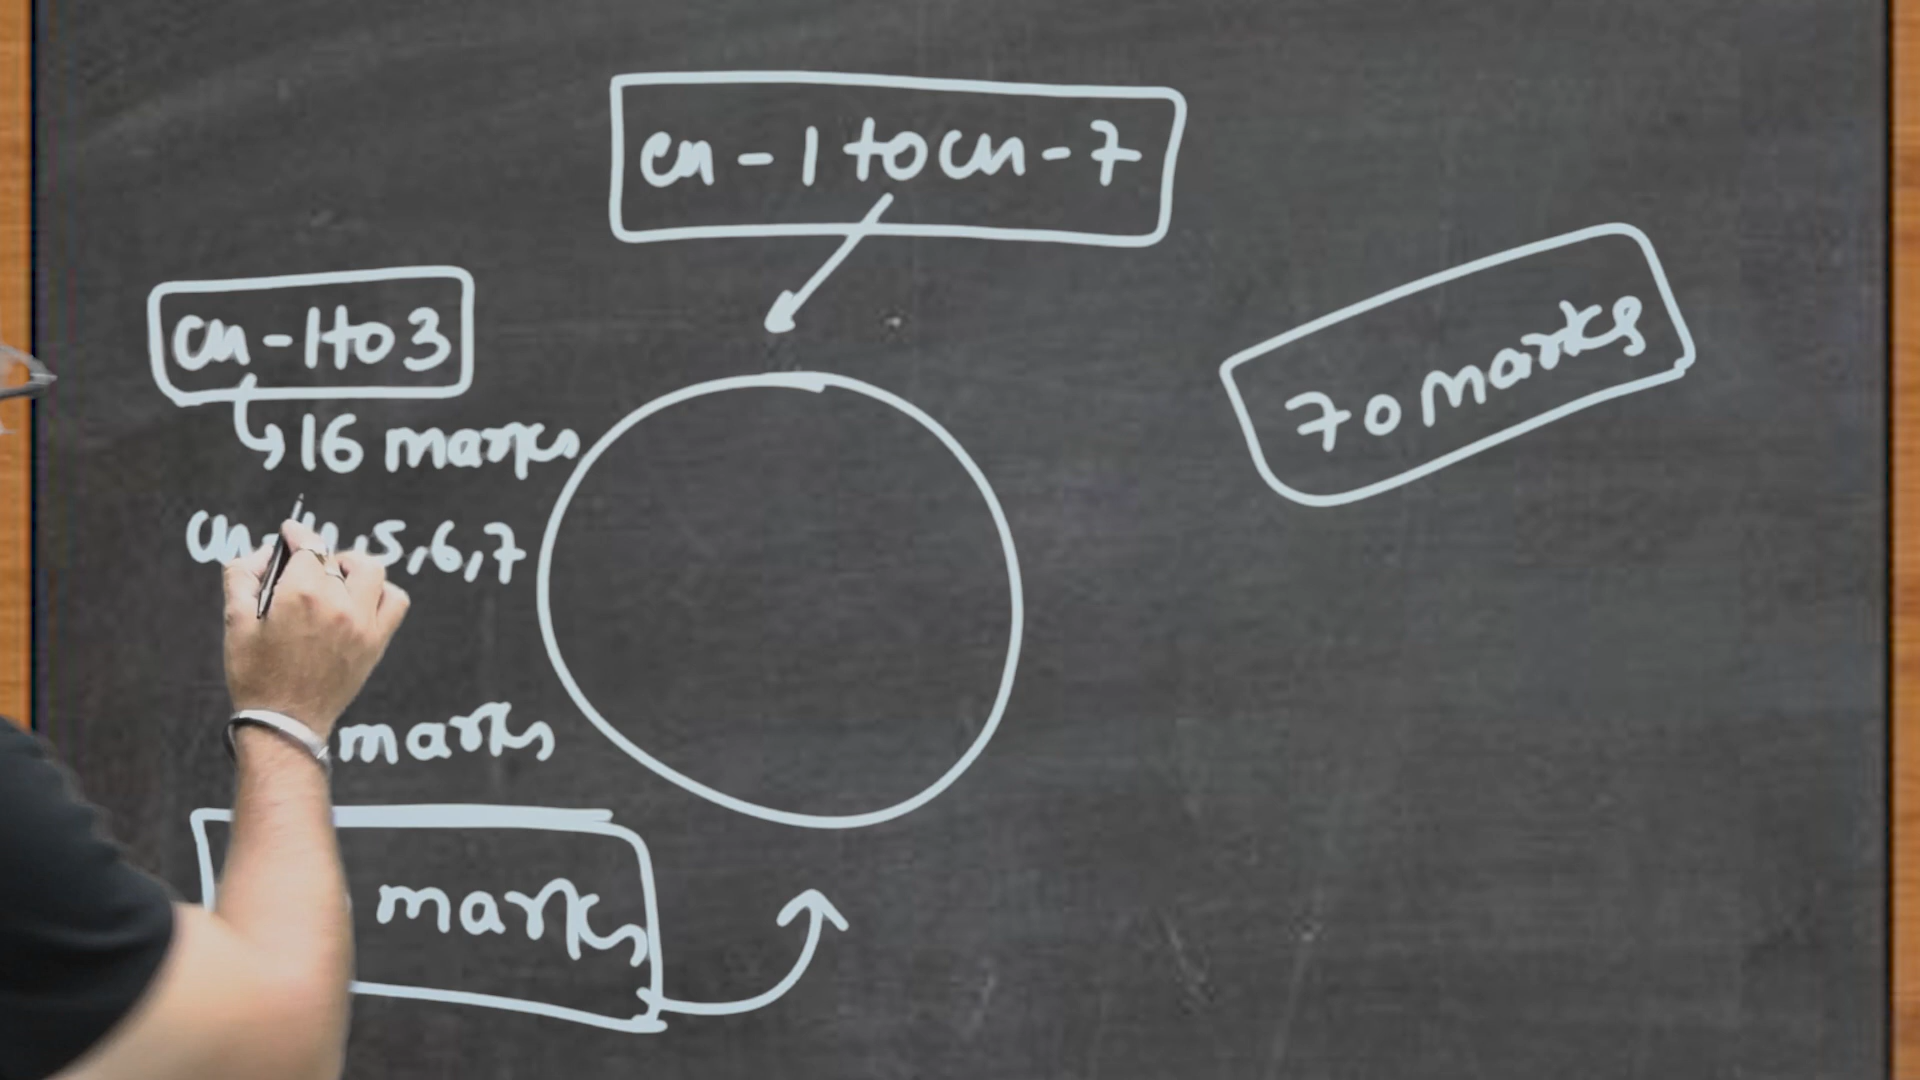 cn - 1 to cn - 7
cn - 1 to 3
16 marks
70 marks
cn - 4, 5, 6, 7
marks
marks